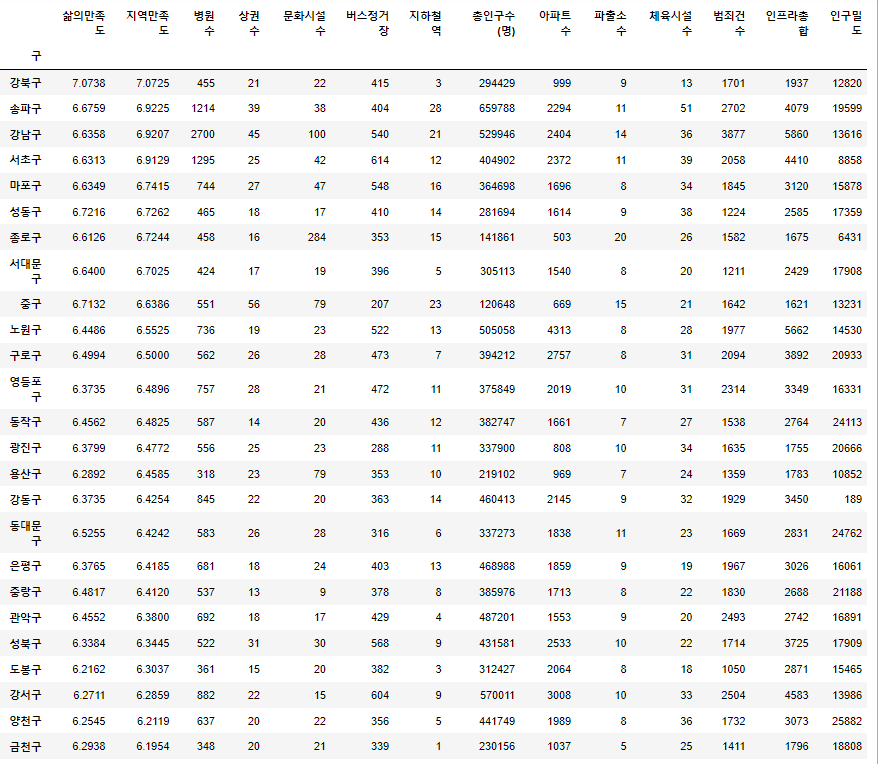 삶의만족도 지역만족도 병원수 상권수 문화시설수 버스정거장 지하철역 총인구수(명) 아파트수 파출소수 체육시설수 범죄건수 인프라총합 인구밀도
구
강북구 7.0738 7.0725 455 21 22 415 3 294429 999 9 13 1701 1937 12820
송파구 6.6759 6.9225 1214 39 38 404 28 659788 2294 11 51 2702 4079 19599
강남구 6.6358 6.9207 2700 45 100 540 21 529946 2404 14 36 3877 5860 13616
서초구 6.6313 6.9129 1295 25 42 614 12 404902 2372 11 39 2058 4410 8858
마포구 6.6349 6.7415 744 27 47 548 16 364698 1696 8 34 1845 3120 15878
성동구 6.7216 6.7262 465 18 17 410 14 281694 1614 9 38 1224 2585 17359
종로구 6.6126 6.7244 458 16 284 353 15 141861 503 20 26 1582 1675 6431
서대문구 6.6400 6.7025 424 17 19 396 5 305113 1540 8 20 1211 2429 17908
중구 6.7132 6.6386 551 56 79 207 23 120648 669 15 21 1642 1621 13231
노원구 6.4486 6.5525 736 19 23 522 13 505058 4313 8 28 1977 5662 14530
구로구 6.4994 6.5000 562 26 28 473 7 394212 2757 8 31 2094 3892 20933
영등포구 6.3735 6.4896 757 28 21 472 11 375849 2019 10 31 2314 3349 16331
동작구 6.4562 6.4825 587 14 20 436 12 382747 1661 7 27 1538 2764 24113
광진구 6.3799 6.4772 556 25 23 288 11 337900 808 10 34 1635 1755 20666
용산구 6.2892 6.4585 318 23 79 353 10 219102 969 7 24 1359 1783 10852
강동구 6.3735 6.4254 845 22 20 363 14 460413 2145 9 32 1929 3450 189
동대문구 6.5255 6.4242 583 26 28 316 6 337273 1838 11 23 1669 2831 24762
은평구 6.3765 6.4185 681 18 24 403 13 468988 1859 9 19 1967 3026 16061
중랑구 6.4817 6.4120 537 13 9 378 8 385976 1713 8 22 1830 2688 21188
관악구 6.4552 6.3800 692 18 17 429 4 487201 1553 9 20 2493 2742 16891
성북구 6.3384 6.3445 522 31 30 568 9 431581 2533 10 22 1714 3725 17909
도봉구 6.2162 6.3037 361 15 20 382 3 312427 2064 8 18 1050 2871 15465
강서구 6.2711 6.2859 882 22 15 604 9 570011 3008 10 33 2504 4583 13986
양천구 6.2545 6.2119 637 20 22 356 5 441749 1989 8 36 1732 3073 25882
금천구 6.2938 6.1954 348 20 21 339 1 230156 1037 5 25 1411 1796 18808